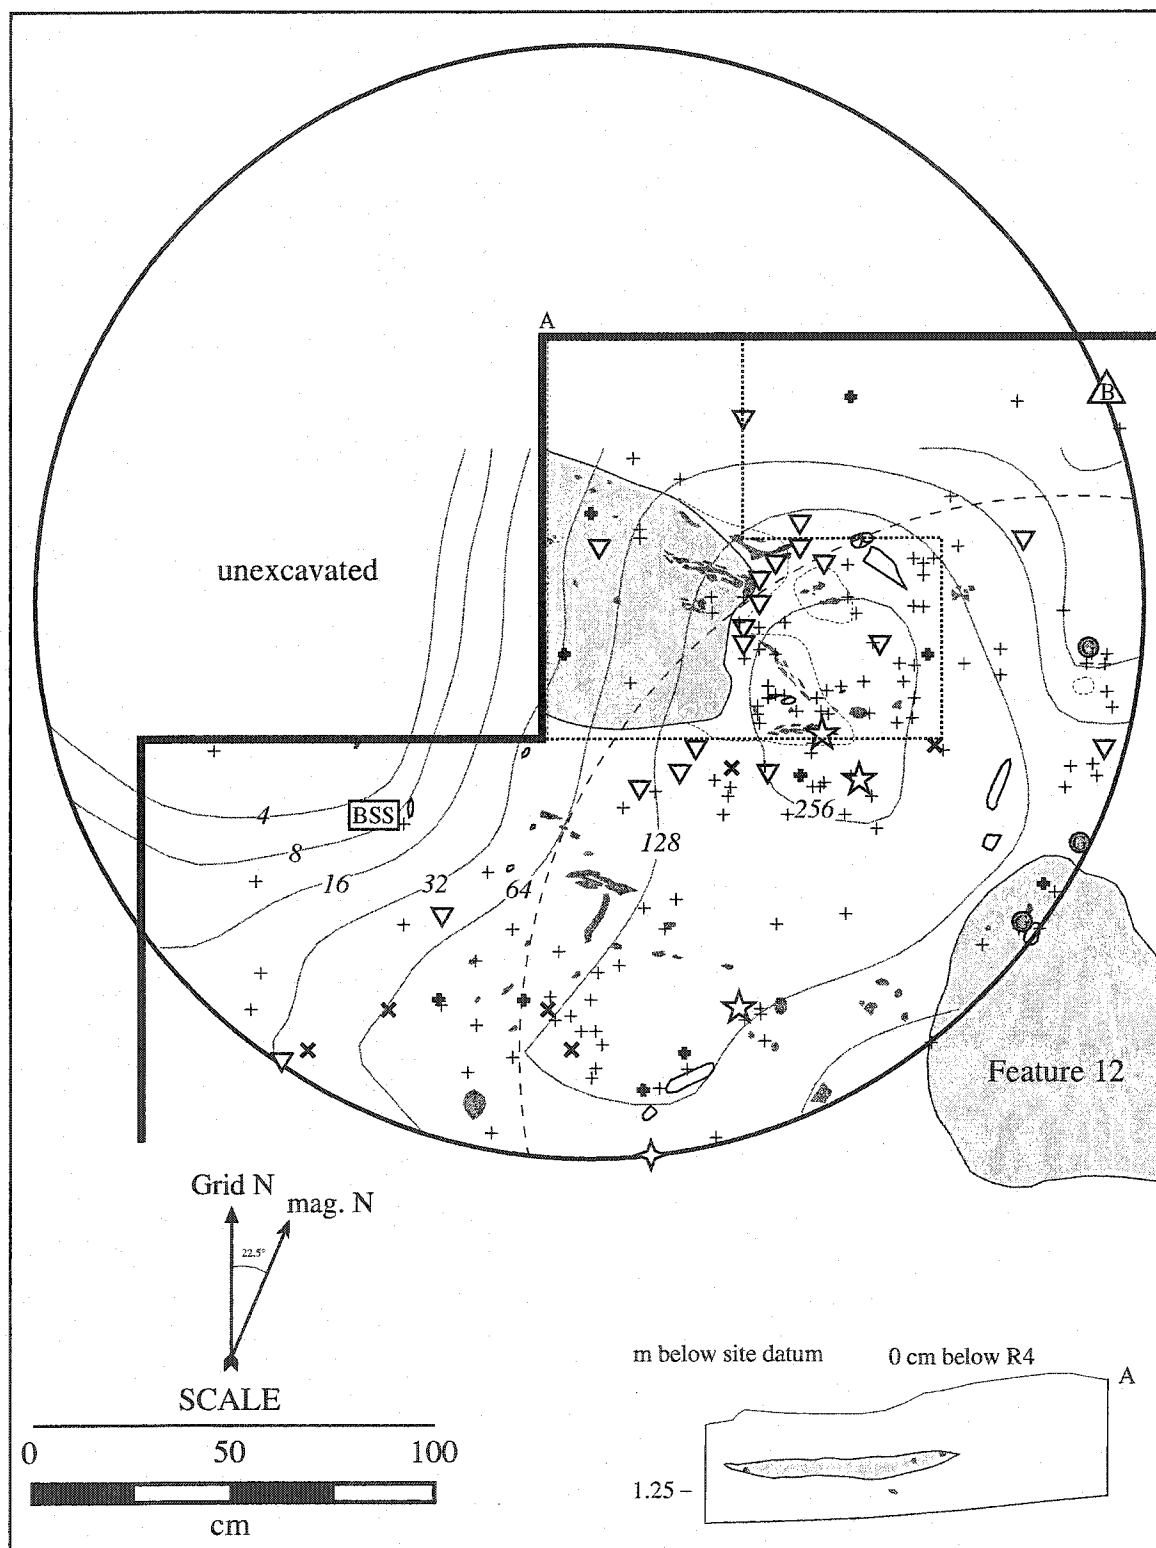 A
B
unexcavated
G
4
BSS
256
8
128
16
32
64
G
G
Feature 12
Grid N
mag. N
22.5°
m below site datum
0 cm below R4
A
SCALE
0
50
100
1.25 –
cm